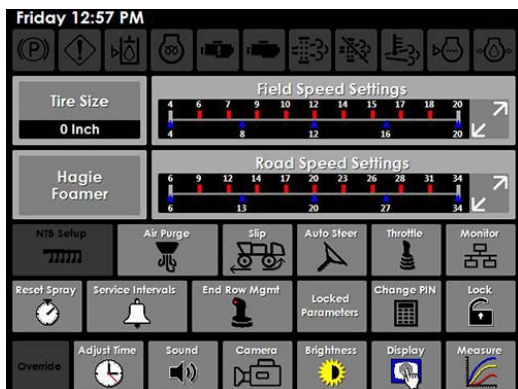 Friday 12:57 PM
Tire Size
0 Inch
Field Speed Settings
4 6 7 9 10 12 14 15 17 18 20
4 8 12 16 20
Hagie
Foamer
Road Speed Settings
6 9 12 14 17 20 23 26 28 31 34
6 13 20 27 34
NTB Setup
Air Purge
Slip
Auto Steer
Throttle
Monitor
Reset Spray
Service Intervals
End Row Mgmt
Locked
Parameters
Change PIN
Lock
Override
Adjust Time
Sound
Camera
Brightness
Display
Measure